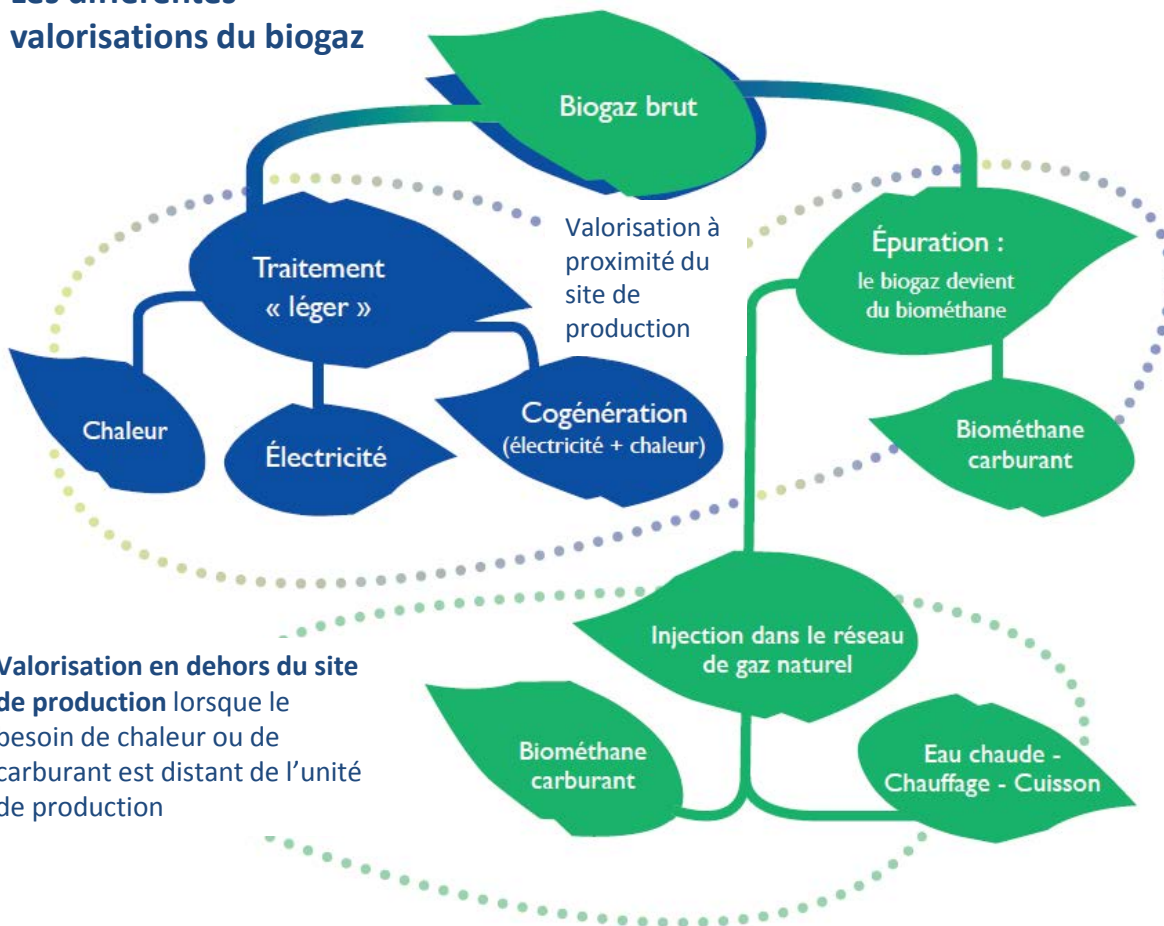 Les différentes
valorisations du biogaz
Biogaz brut
Traitement
« léger »
Valorisation à
proximité du
site de
production
Épuration :
le biogaz devient
du biométhane
Chaleur
Électricité
Cogénération
(électricité + chaleur)
Biométhane
carburant
Injection dans le réseau
de gaz naturel
Valorisation en dehors du site
de production lorsque le
besoin de chaleur ou de
carburant est distant de l’unité
de production
Biométhane
carburant
Eau chaude -
Chauffage - Cuisson